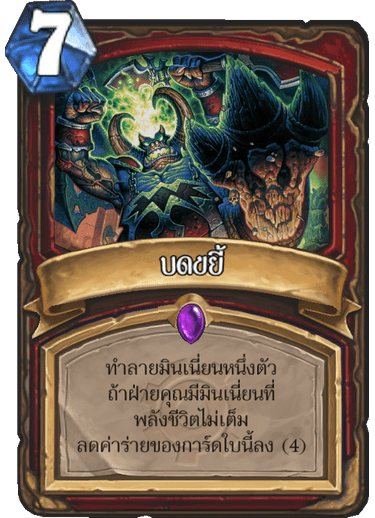 7
บดขยี้
ทำลายมินเนี่ยนหนึ่งตัว
ถ้าฝ่ายคุณมีมินเนี่ยนที่
พลังชีวิตไม่เต็ม
ลดค่าร่ายของการ์ดใบนี้ลง (4)